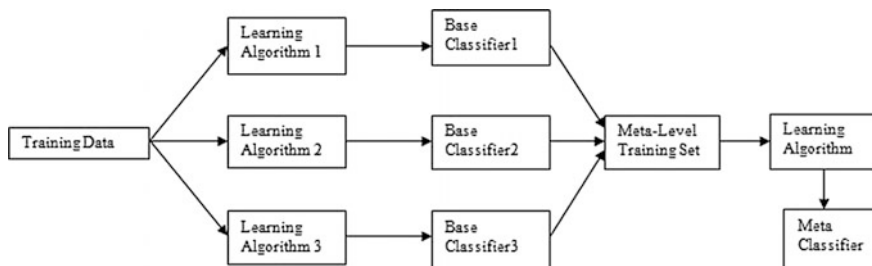 Learning
Algorithm 1
Base
Classifier1
Training Data
Learning
Algorithm 2
Base
Classifier2
Meta-Level
Training Set
Learning
Algorithm
Learning
Algorithm 3
Base
Classifier3
Meta
Classifier